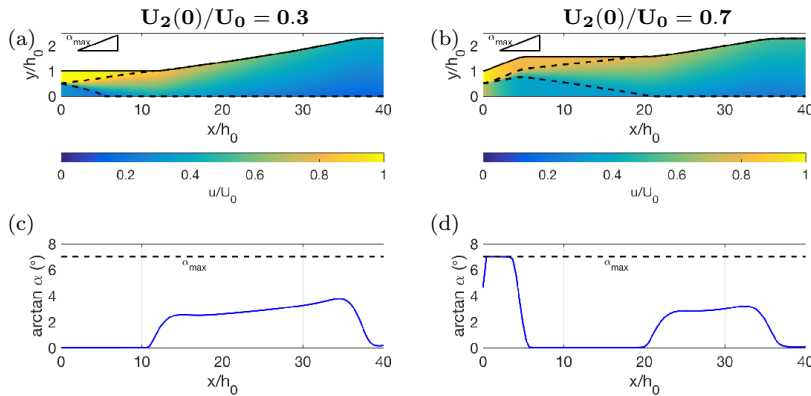 U₂(0)/U₀ = 0.3
U₂(0)/U₀ = 0.7
(a)
α_max
y/h₀
2
1
0
0 10 20 30 40
x/h₀
(b)
α_max
y/h₀
2
1
0
0 10 20 30 40
x/h₀
0 0.2 0.4 0.6 0.8 1
u/U₀
0 0.2 0.4 0.6 0.8 1
u/U₀
(c)
arctan α (°)
8
6
4
2
0
α_max
0 10 20 30 40
x/h₀
(d)
arctan α (°)
8
6
4
2
0
α_max
0 10 20 30 40
x/h₀